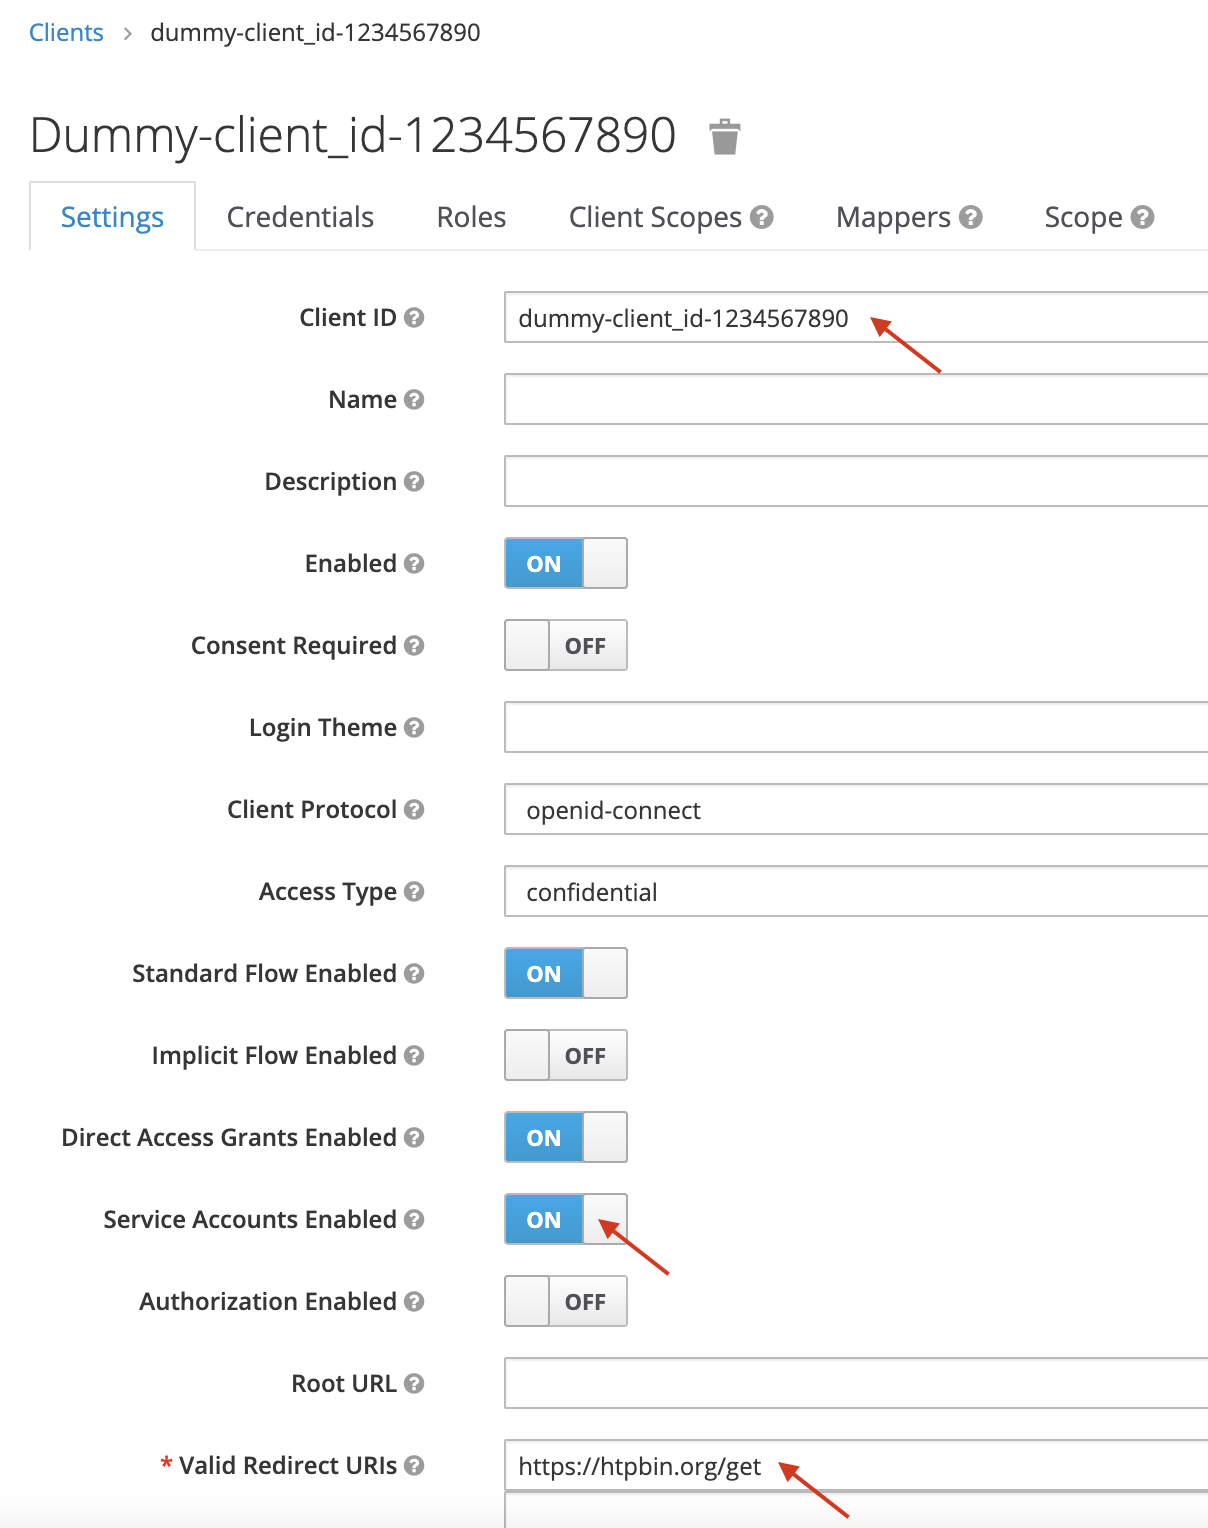 Clients > dummy-client_id-1234567890
Dummy-client_id-1234567890
Settings Credentials Roles Client Scopes ? Mappers ? Scope ?
Client ID ? dummy-client_id-1234567890
Name ?
Description ?
Enabled ? ON
Consent Required ? OFF
Login Theme ?
Client Protocol ? openid-connect
Access Type ? confidential
Standard Flow Enabled ? ON
Implicit Flow Enabled ? OFF
Direct Access Grants Enabled ? ON
Service Accounts Enabled ? ON
Authorization Enabled ? OFF
Root URL ?
* Valid Redirect URIs ? https://htpbin.org/get